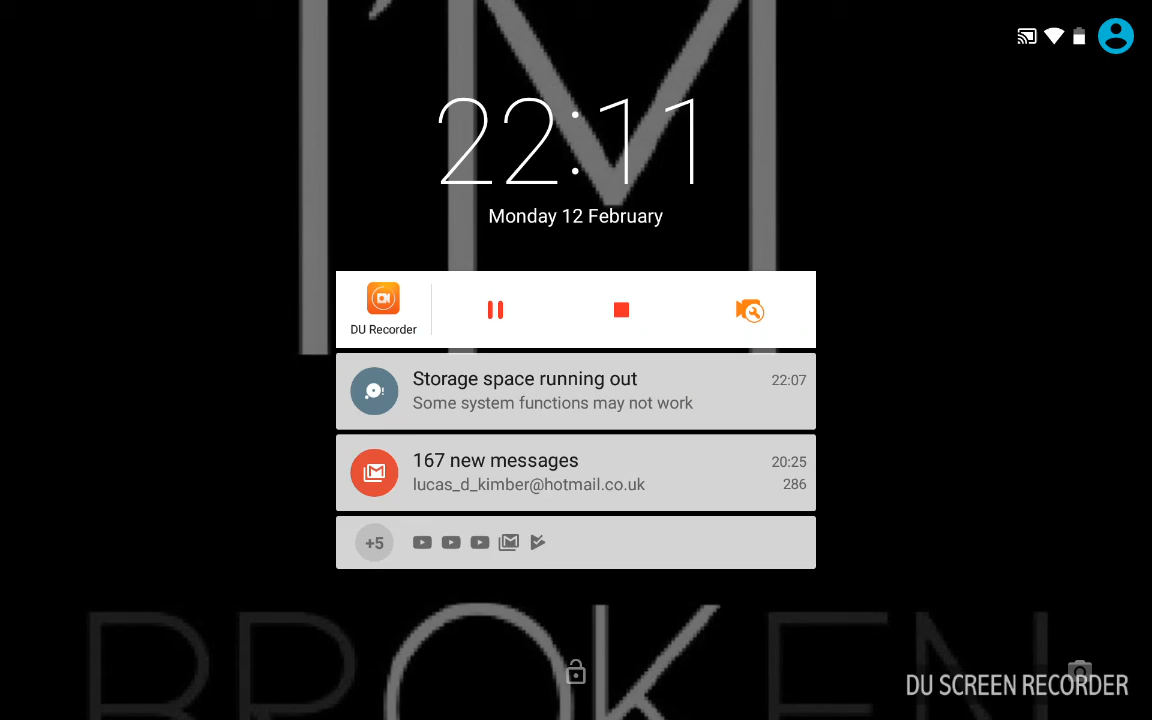 I'M
22:11
Monday 12 February
DU Recorder
Storage space running out
22:07
Some system functions may not work
167 new messages
20:25
lucas_d_kimber@hotmail.co.uk
286
+5
BROKEN
DU SCREEN RECORDER